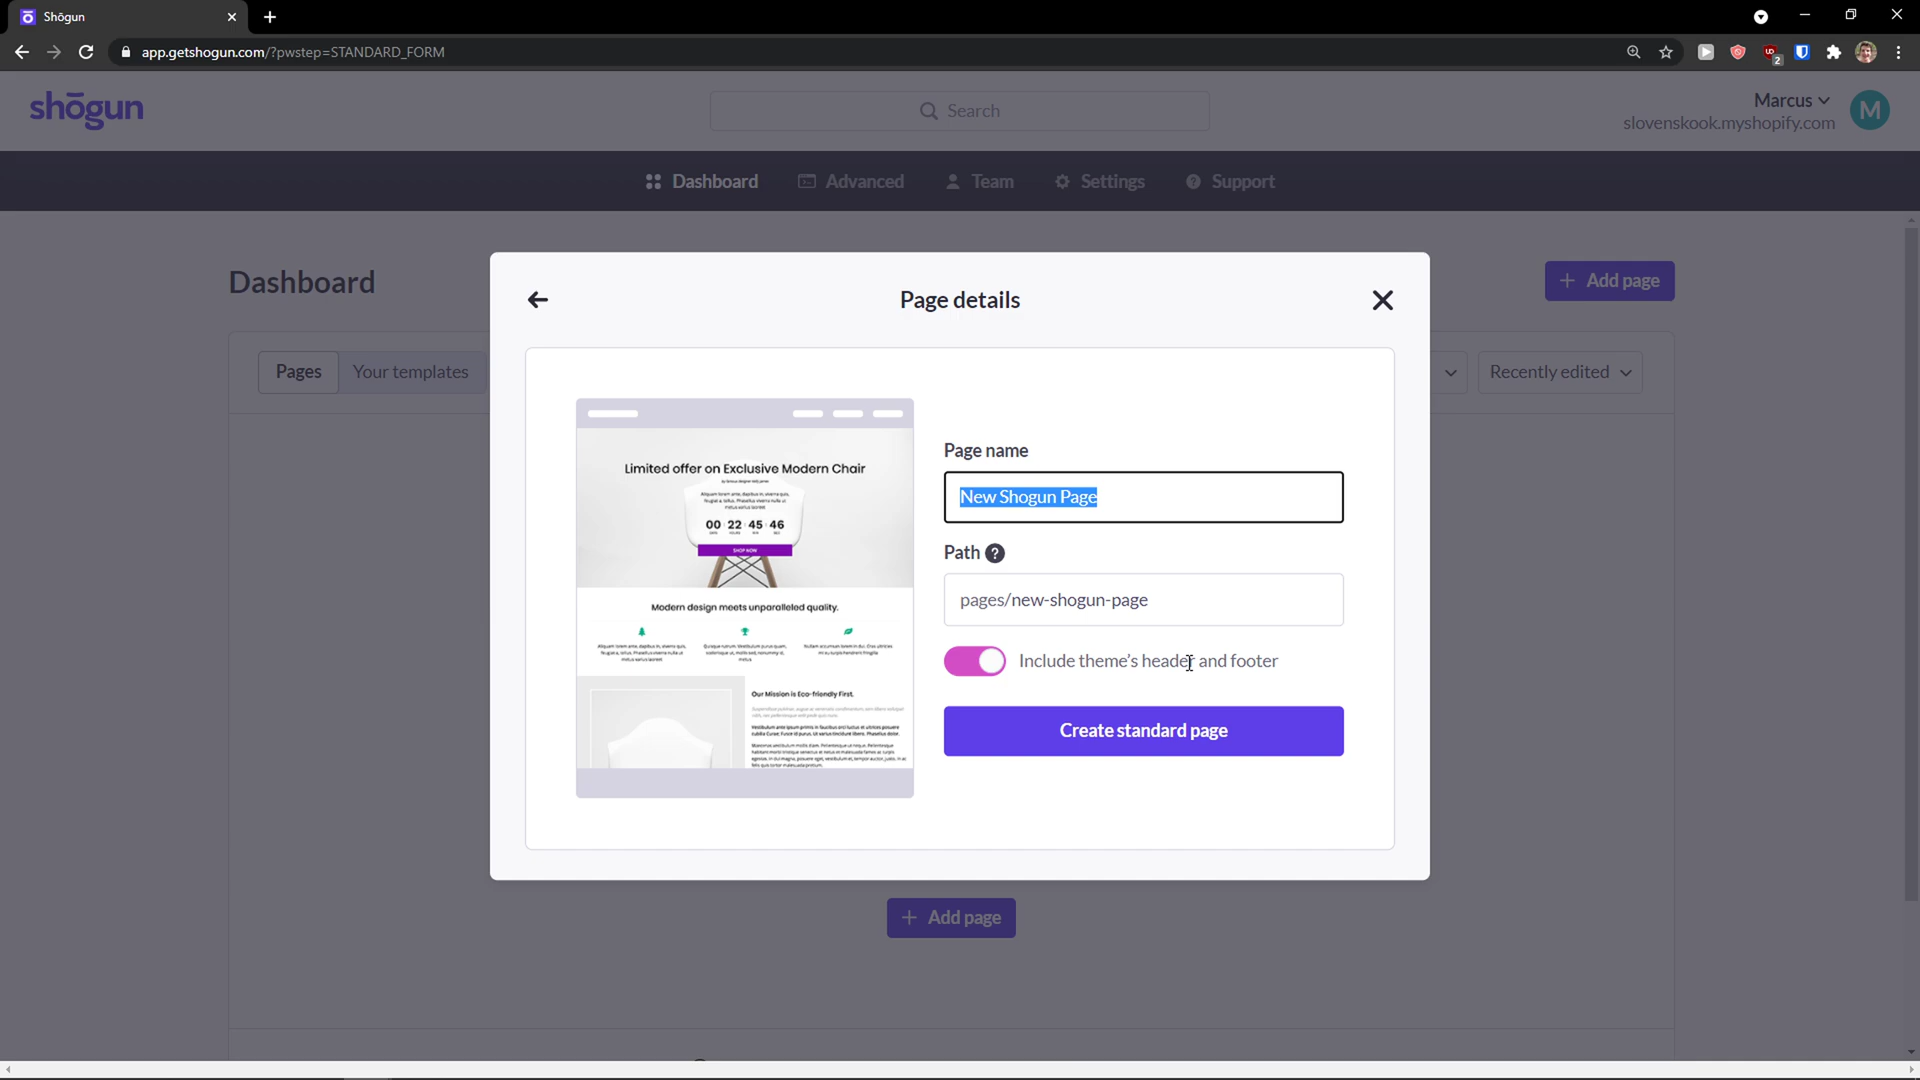 Shōgun
app.getshogun.com/?pwstep=STANDARD_FORM
2
shōgun
Search
Marcus
slovenskook.myshopify.com
M
Dashboard
Advanced
Team
Settings
Support
Dashboard
+ Add page
Pages
Your templates
Recently edited
Page details
Limited offer on Exclusive Modern Chair
00 : 22 : 45 : 46
SHOP NOW
Modern design meets unparalleled quality.
Our Mission is Eco-friendly First.
Page name
New Shogun Page
Path ?
pages/new-shogun-page
Include theme's header and footer
Create standard page
+ Add page